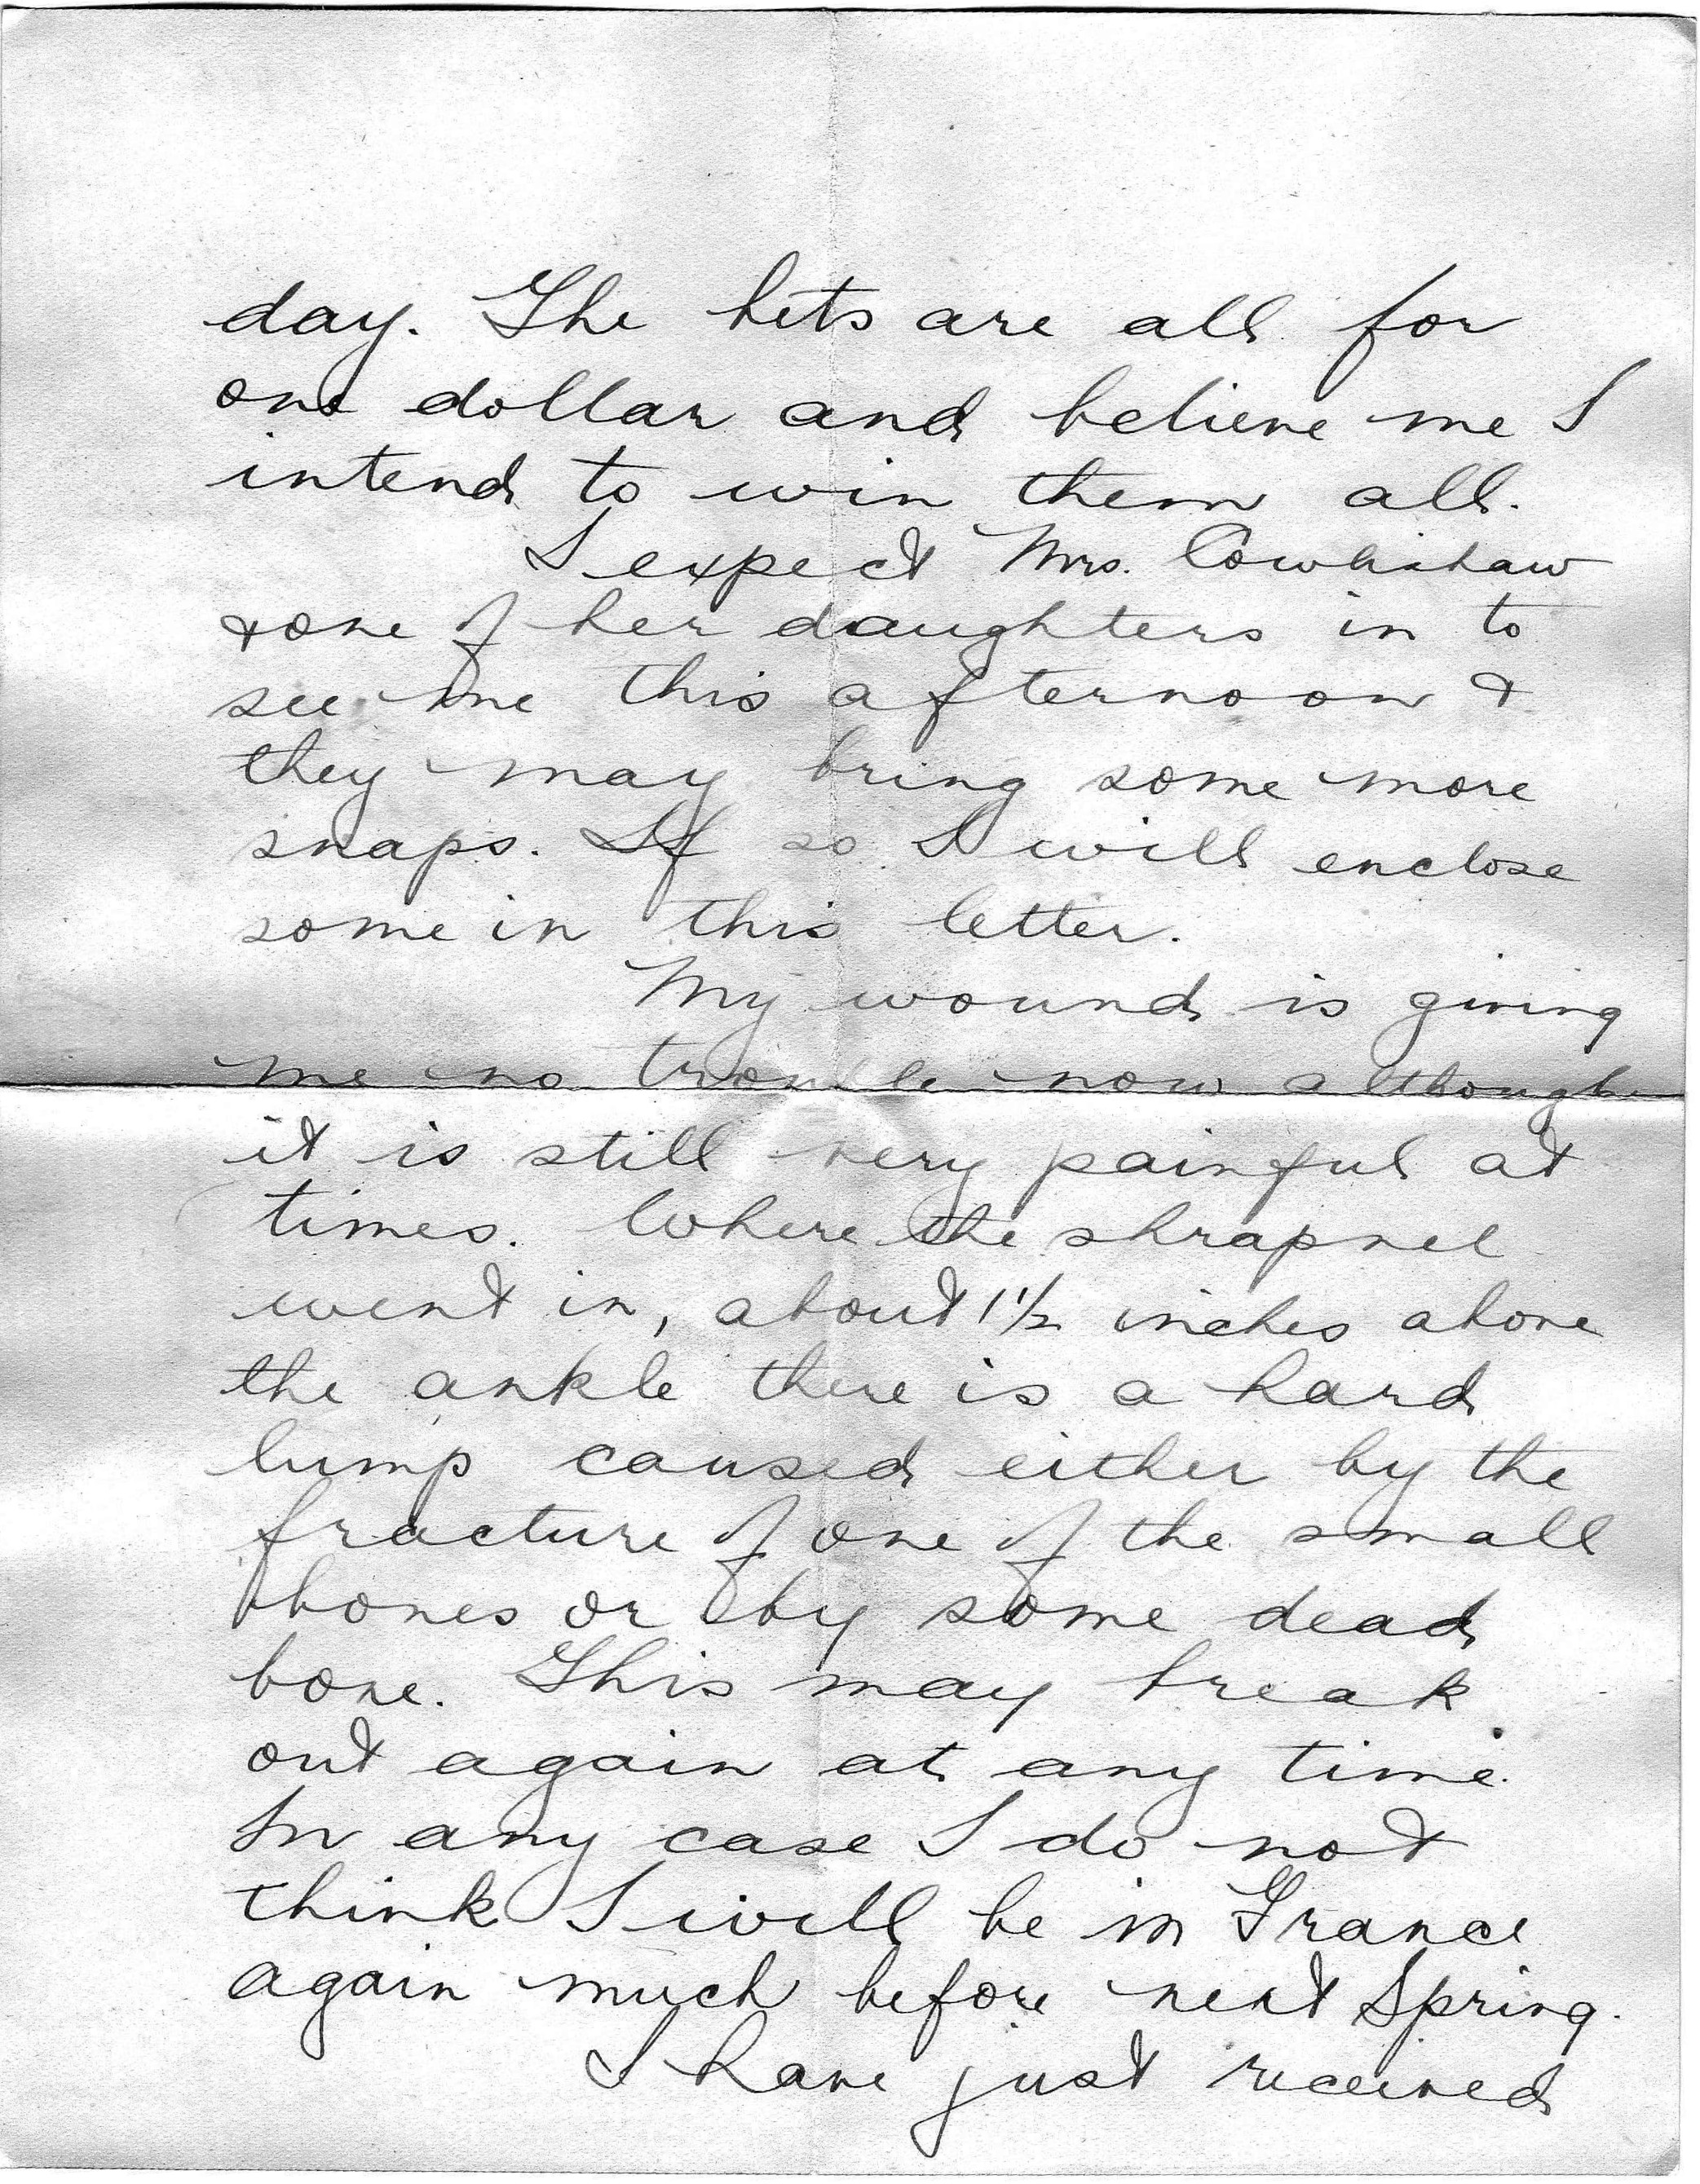 day. The bets are all for
one dollar and believe me I
intend to win them all.
I expect Mrs. Cowlishaw
& one of her daughters in to
see me this afternoon &
they may bring some more
snaps. If so I will enclose
some in this letter.
My wound is giving
me no trouble now although
it is still very painful at
times. Where the shrapnel
went in, about 1 1/2 inches above
the ankle there is a hard
lump caused either by the
fracture of one of the small
bones or by some dead
bone. This may break
out again at any time.
In any case I do not
think I will be in France
again much before next Spring.
I have just received